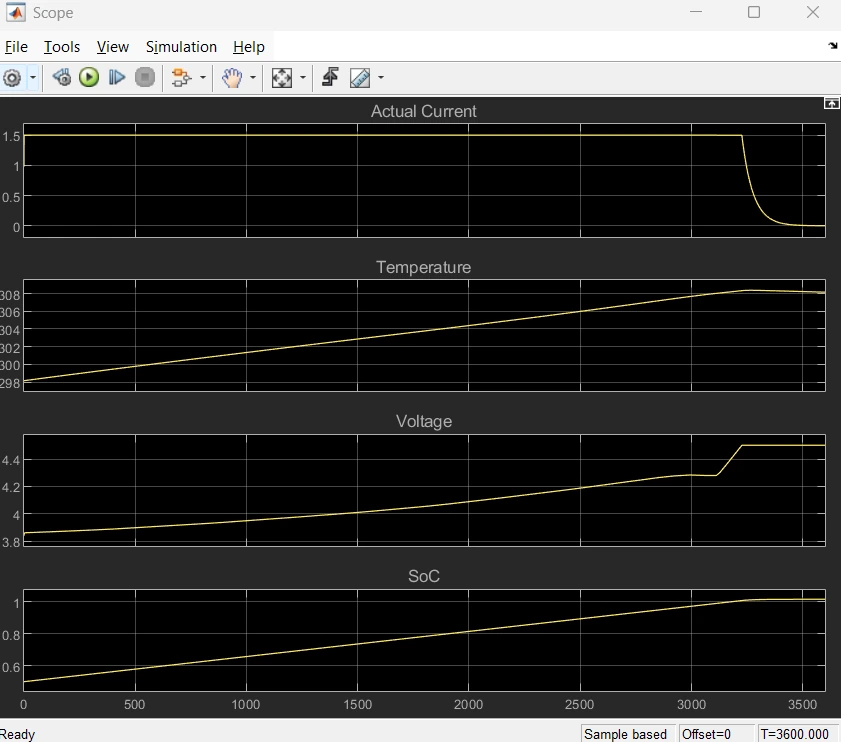 Scope
File Tools View Simulation Help
Actual Current
1.5
1
0.5
0
Temperature
308
306
304
302
300
298
Voltage
4.4
4.2
4
3.8
SoC
1
0.8
0.6
0 500 1000 1500 2000 2500 3000 3500
Ready Sample based Offset=0 T=3600.000